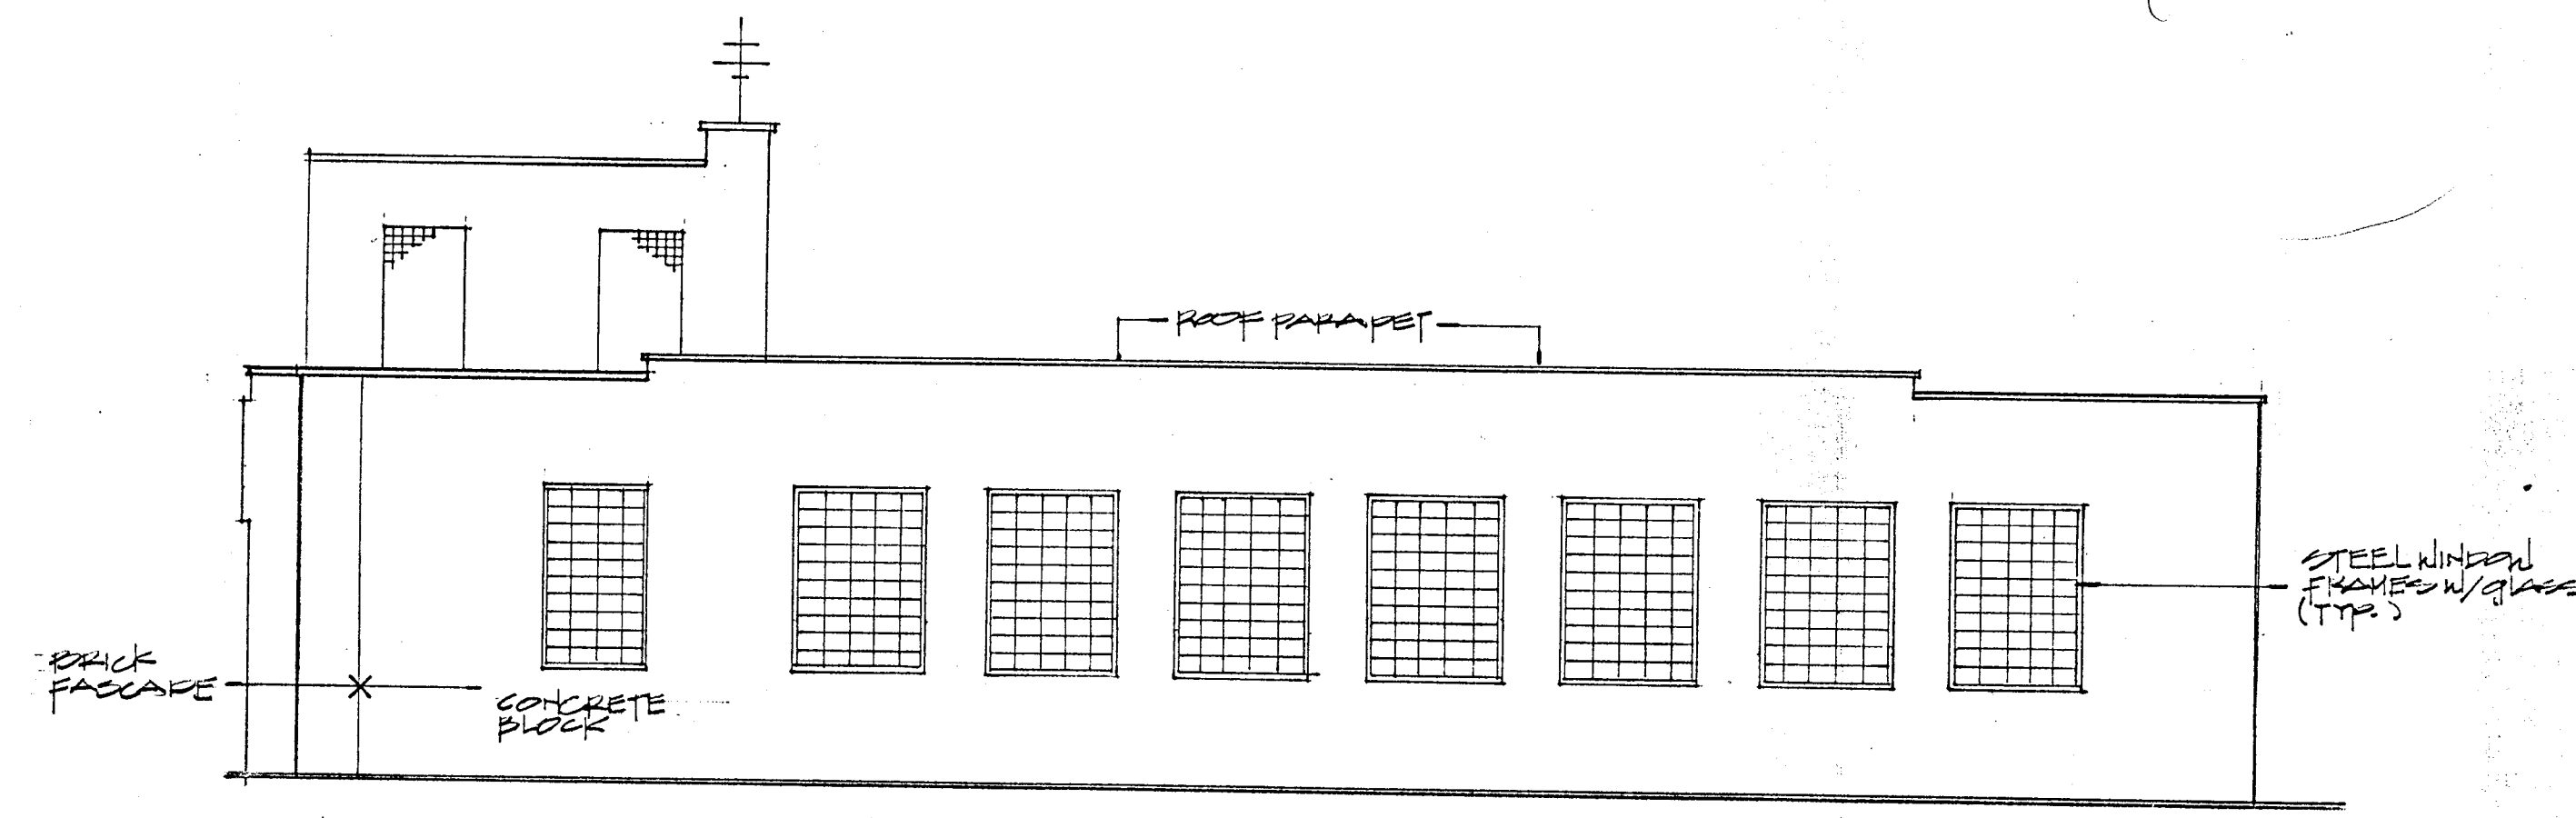 ROOF PARAPET
STEEL WINDOW
FRAMES W/GLASS
(TYP.)
BRICK
FASCADE
CONCRETE
BLOCK